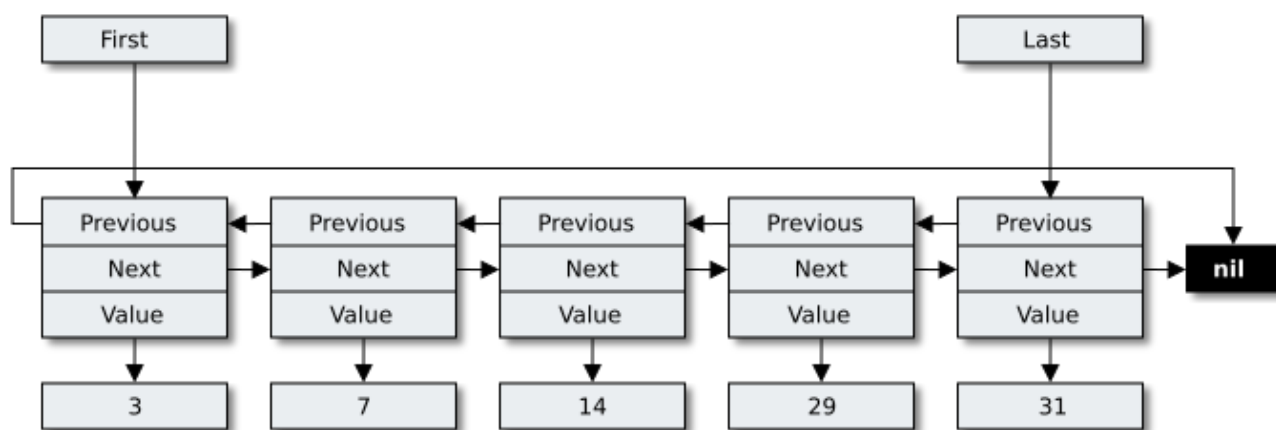 First
Last
Previous Previous Previous Previous Previous
Next Next Next Next Next nil
Value Value Value Value Value
3 7 14 29 31